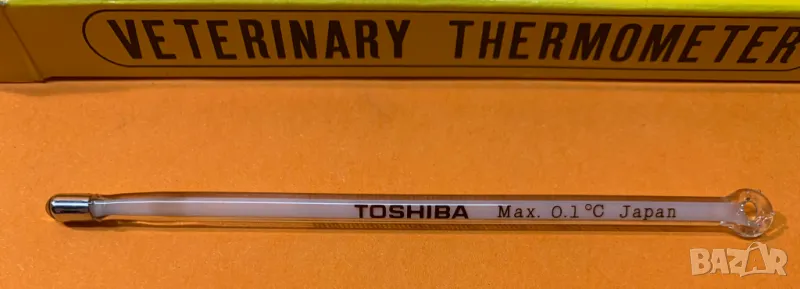 VETERINARY THERMOMETER
TOSHIBA Max. 0.1°C Japan
BAZAR